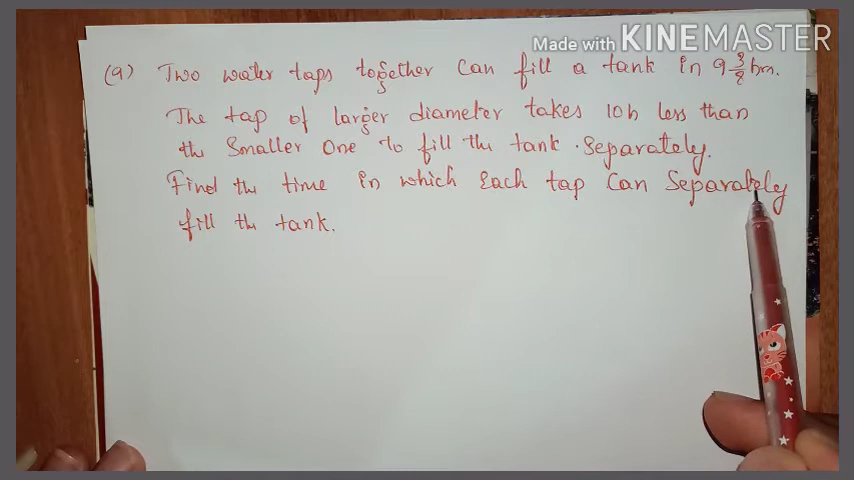 Made with KINEMASTER
(a) Two water taps together can fill a tank in 9 3/8 hrs.
The tap of larger diameter takes 10h less than
the Smaller One to fill the tank. Separately.
Find the time in which Each tap Can Separately
fill the tank.